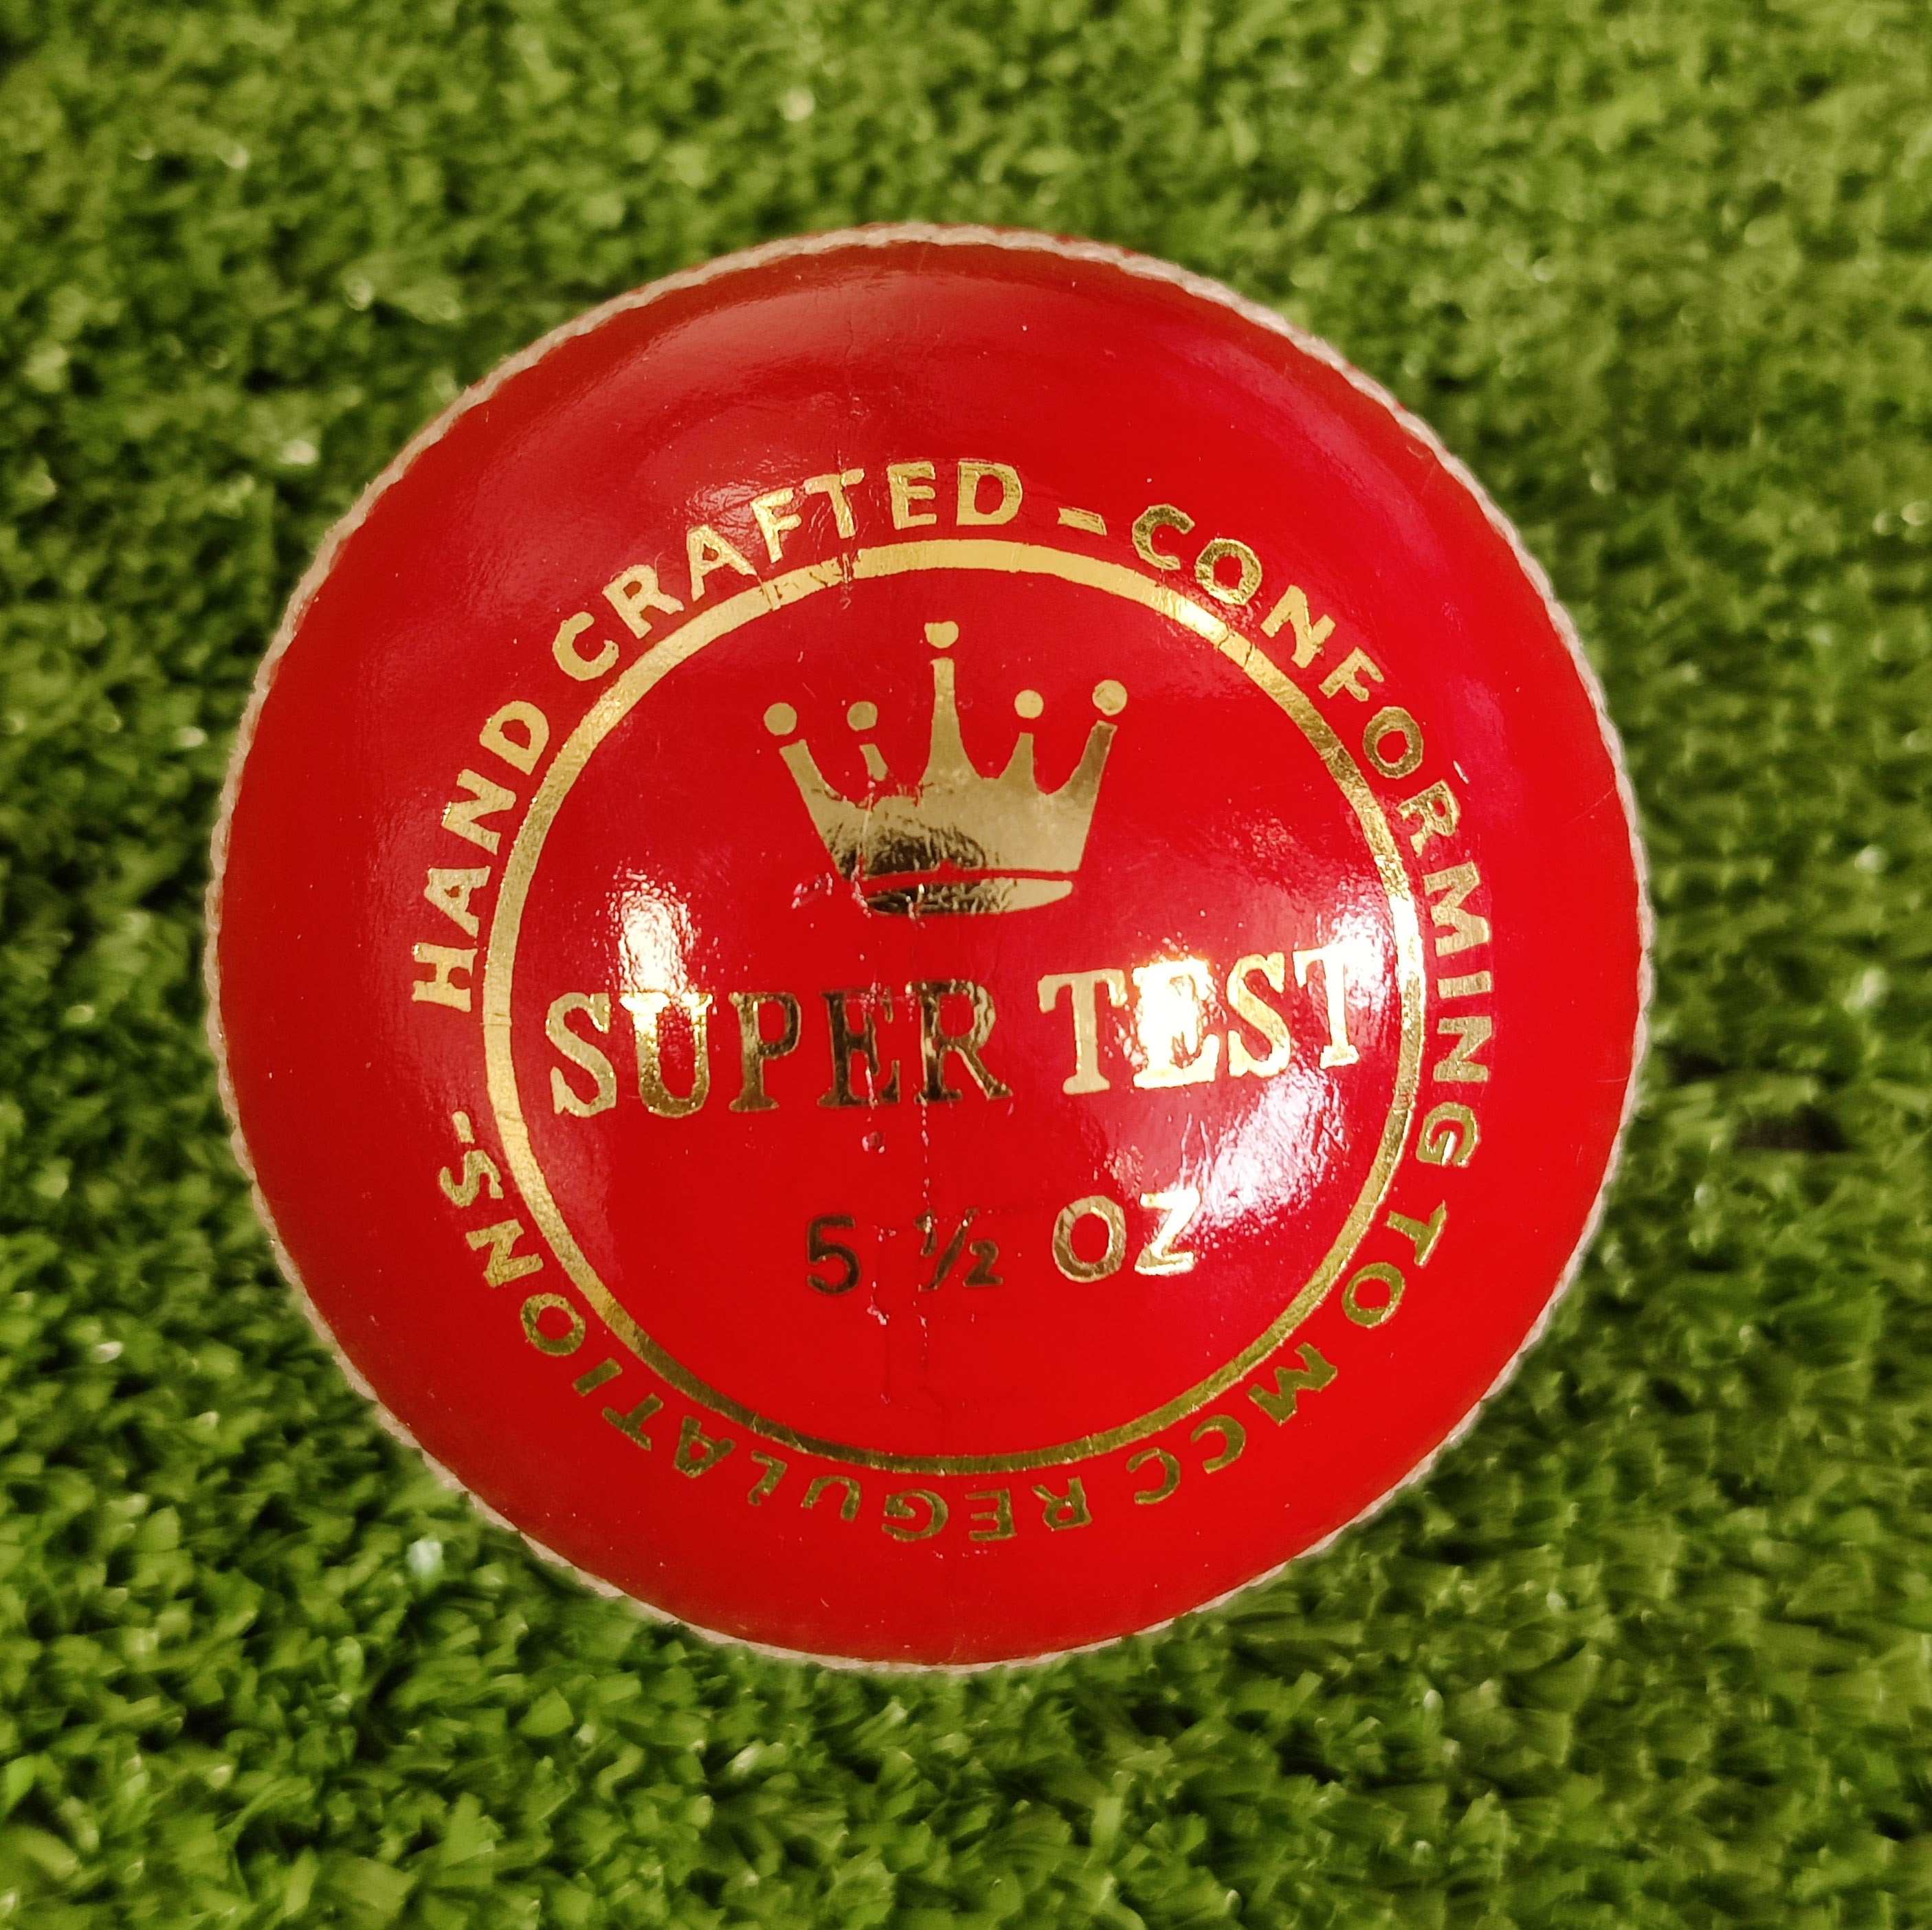 HAND CRAFTED - CONFORMING TO MCC REGULATIONS -
SUPER TEST
5 ½ OZ